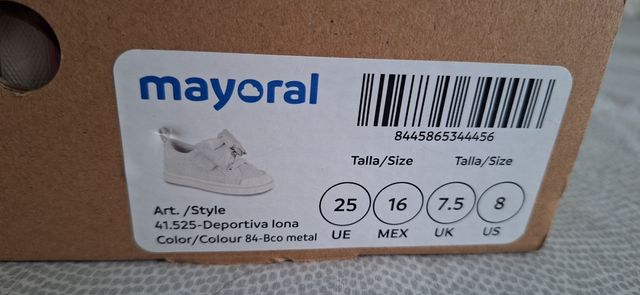 mayoral
8445865344456
Talla/Size Talla/Size
25 16 7.5 8
UE MEX UK US
Art. /Style
41.525-Deportiva lona
Color/Colour 84-Bco metal